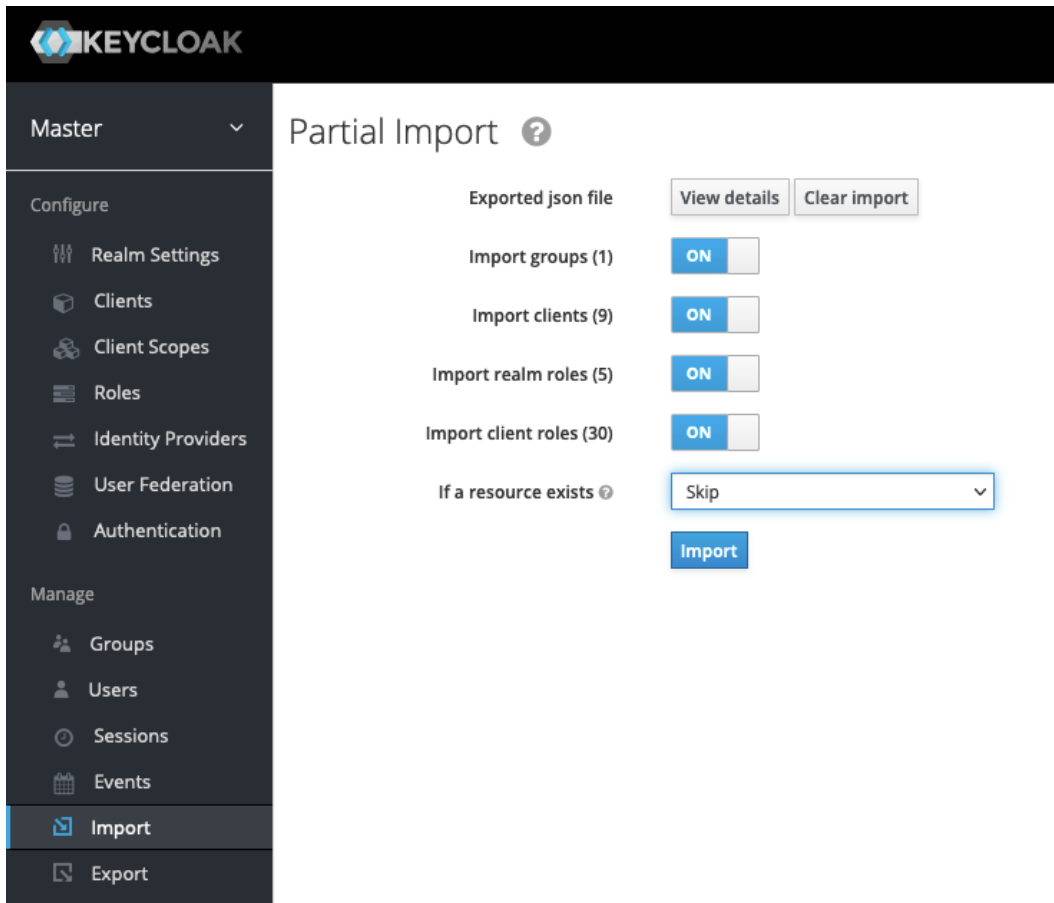 KEYCLOAK
Master
Partial Import
Configure
Realm Settings
Clients
Client Scopes
Roles
Identity Providers
User Federation
Authentication
Manage
Groups
Users
Sessions
Events
Import
Export
Exported json file View details Clear import
Import groups (1) ON
Import clients (9) ON
Import realm roles (5) ON
Import client roles (30) ON
If a resource exists Skip
Import